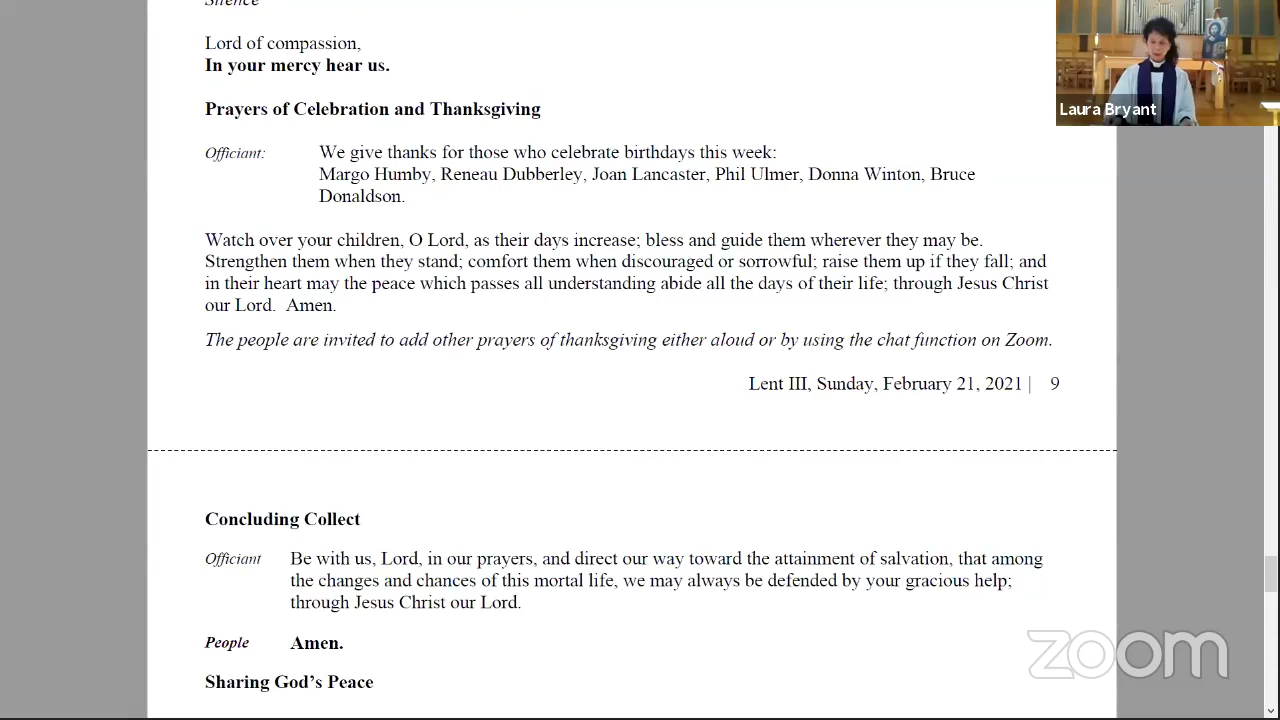 Silence
Lord of compassion,
In your mercy hear us.
Prayers of Celebration and Thanksgiving
Officiant: We give thanks for those who celebrate birthdays this week:
Margo Humby, Reneau Dubberley, Joan Lancaster, Phil Ulmer, Donna Winton, Bruce
Donaldson.
Watch over your children, O Lord, as their days increase; bless and guide them wherever they may be.
Strengthen them when they stand; comfort them when discouraged or sorrowful; raise them up if they fall; and
in their heart may the peace which passes all understanding abide all the days of their life; through Jesus Christ
our Lord. Amen.
The people are invited to add other prayers of thanksgiving either aloud or by using the chat function on Zoom.
Lent III, Sunday, February 21, 2021 | 9
Concluding Collect
Officiant Be with us, Lord, in our prayers, and direct our way toward the attainment of salvation, that among
the changes and chances of this mortal life, we may always be defended by your gracious help;
through Jesus Christ our Lord.
People Amen.
Sharing God's Peace
Laura Bryant
zoom